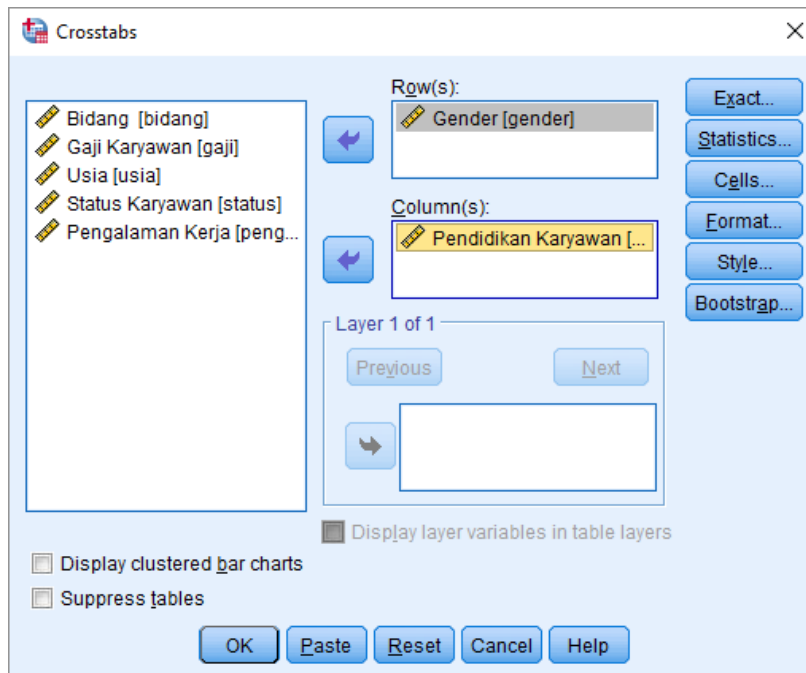 Crosstabs
Bidang [bidang]
Gaji Karyawan [gaji]
Usia [usia]
Status Karyawan [status]
Pengalaman Kerja [peng...
Row(s):
Gender [gender]
Column(s):
Pendidikan Karyawan [...
Layer 1 of 1
Previous
Next
Display layer variables in table layers
Exact...
Statistics...
Cells...
Format...
Style...
Bootstrap...
Display clustered bar charts
Suppress tables
OK Paste Reset Cancel Help